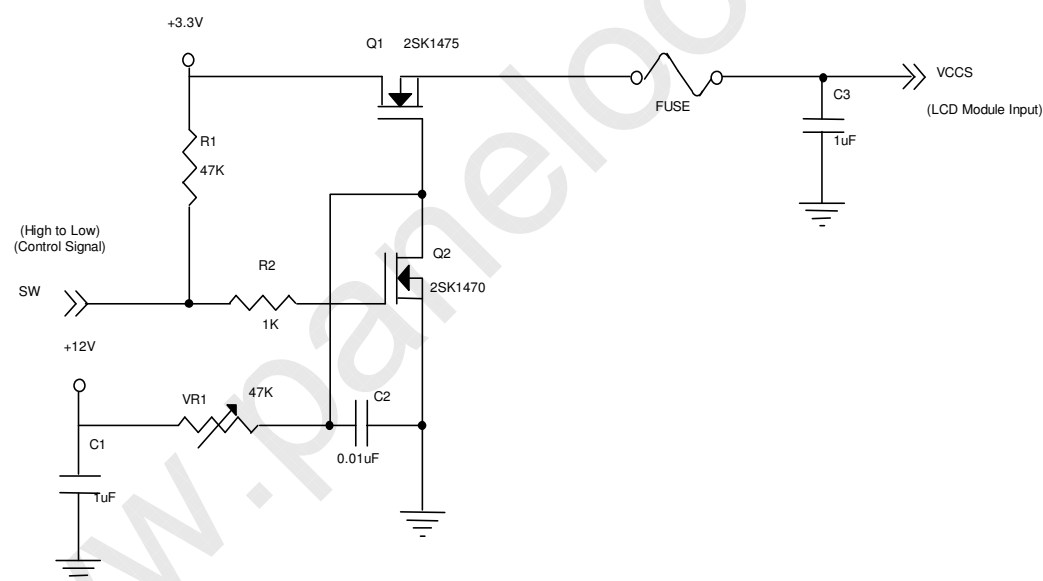 +3.3V
Q1 2SK1475
VCCS
FUSE
C3
(LCD Module Input)
R1
1uF
47K
(High to Low)
(Control Signal)
Q2
R2
SW
2SK1470
1K
+12V
47K
VR1
C2
C1
0.01uF
1uF
w.paneloo